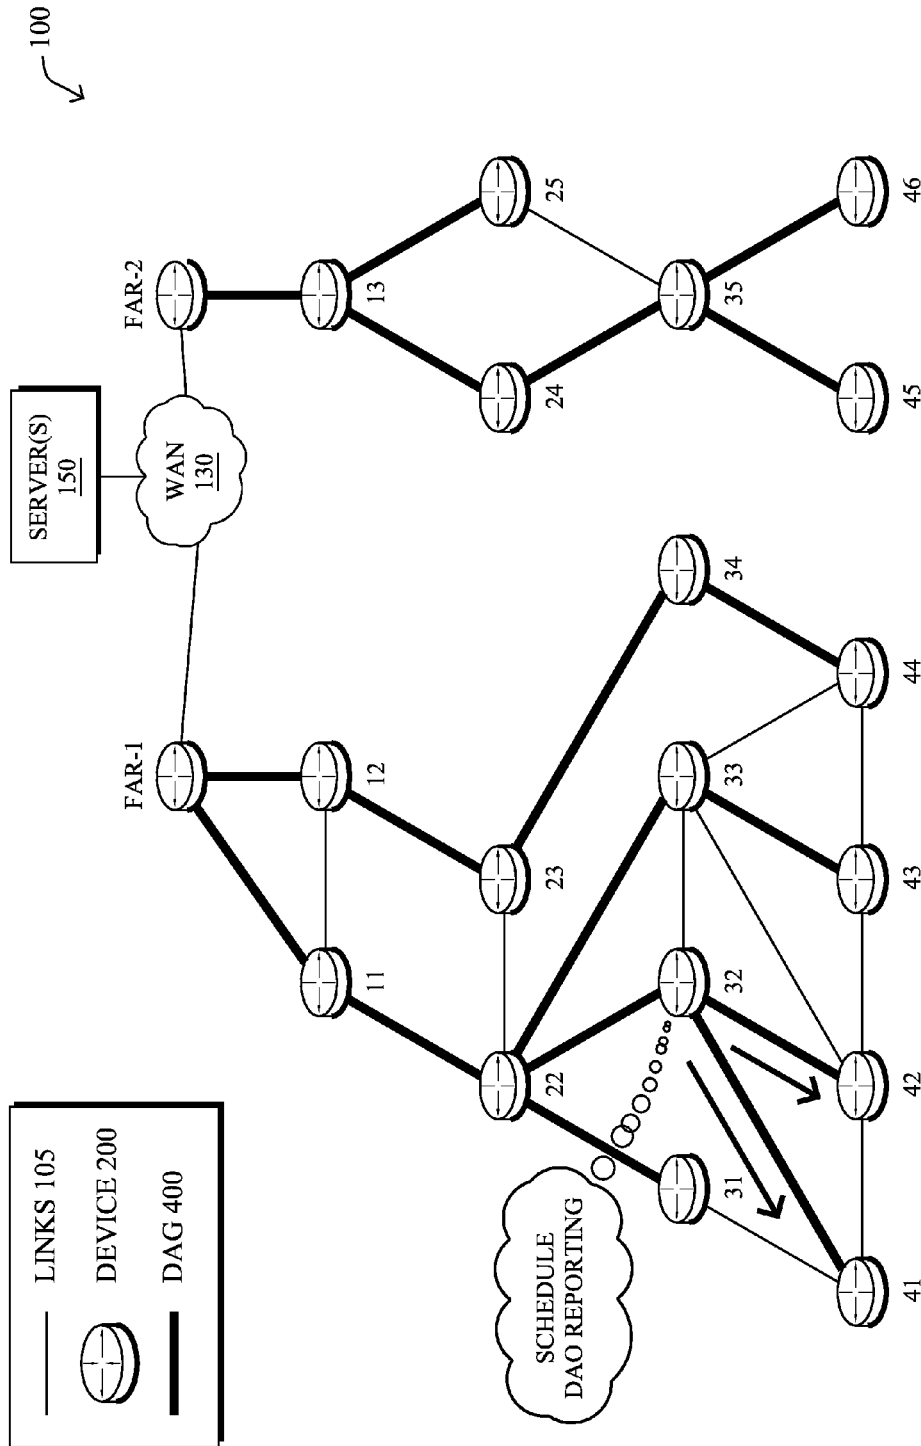 100
SERVER(S)
150
WAN
130
FAR-1
FAR-2
11
12
13
22
23
24
25
31
32
33
34
35
41
42
43
44
45
46
SCHEDULE
DAO REPORTING
LINKS 105
DEVICE 200
DAG 400